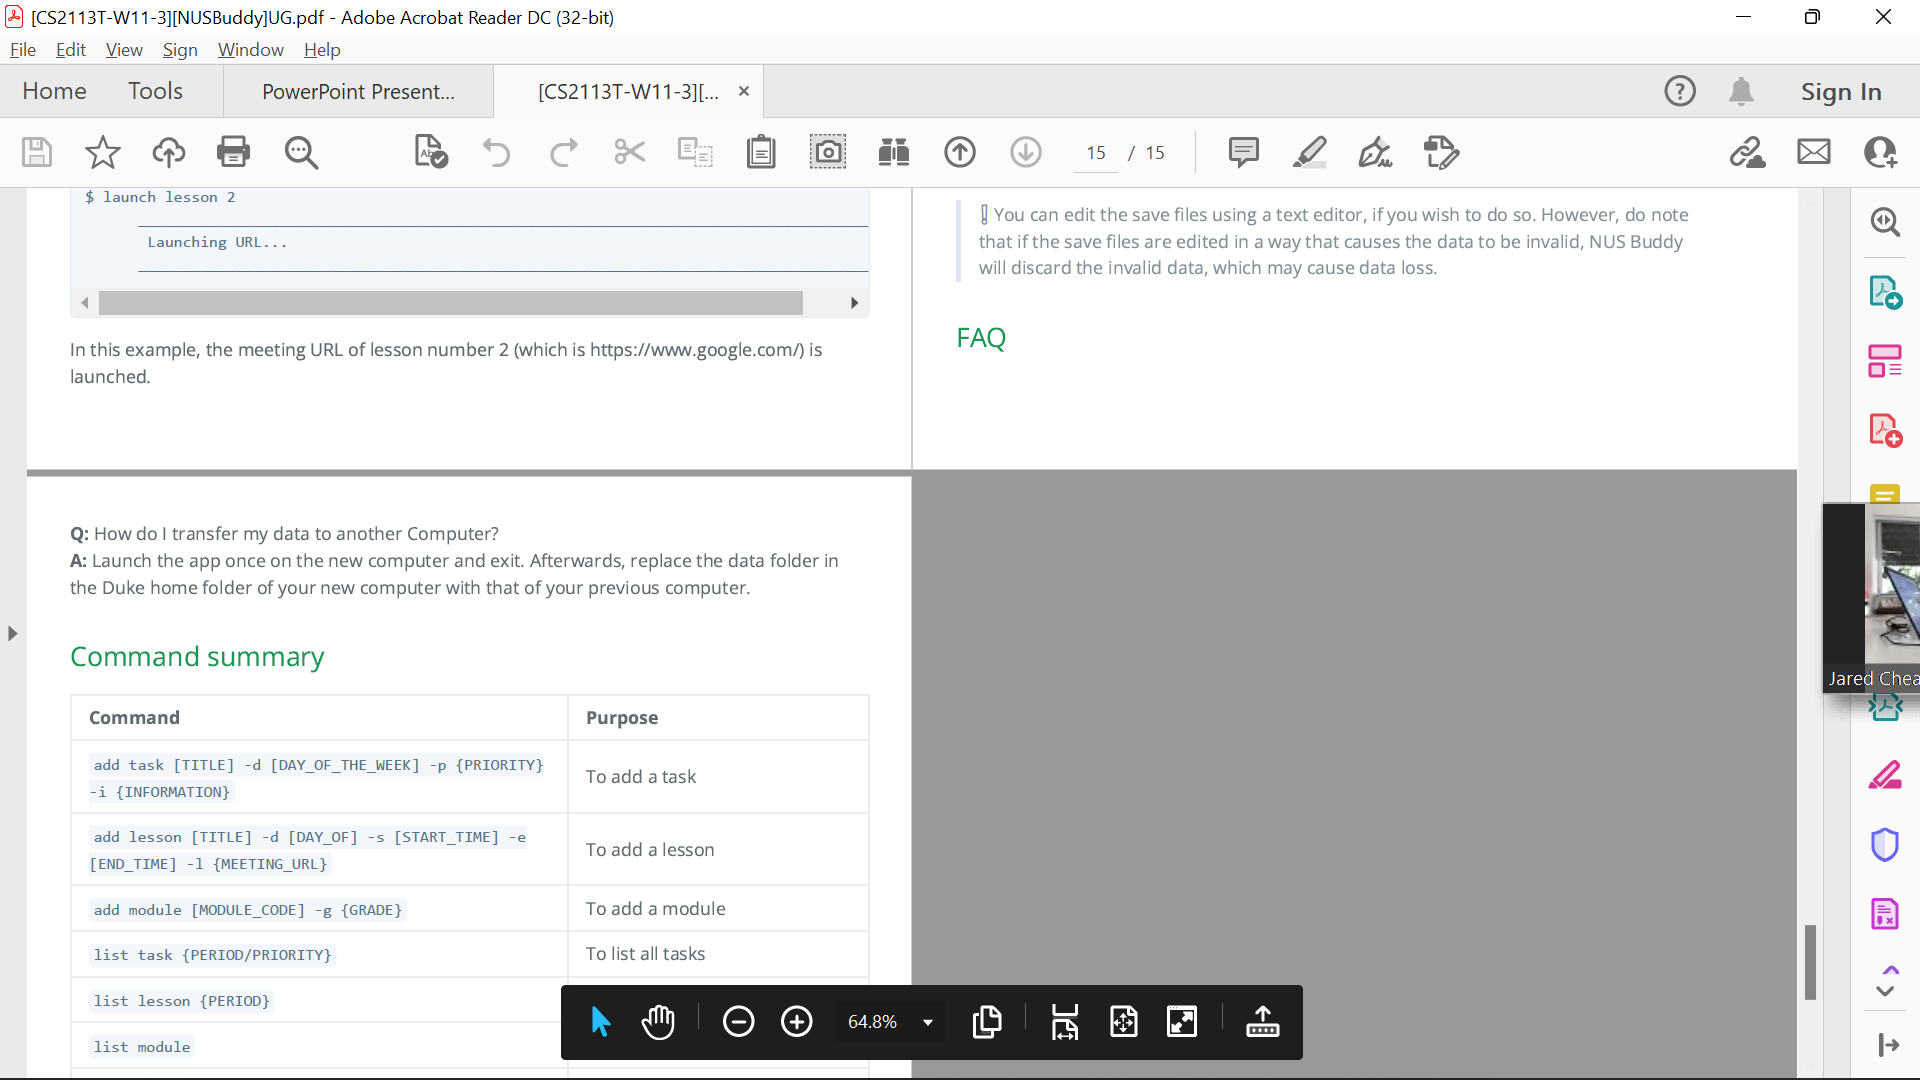 [CS2113T-W11-3][NUSBuddy]UG.pdf - Adobe Acrobat Reader DC (32-bit)
File Edit View Sign Window Help
Home Tools PowerPoint Present... [CS2113T-W11-3][... × Sign In
15 / 15
$ launch lesson 2
Launching URL...
In this example, the meeting URL of lesson number 2 (which is https://www.google.com/) is
launched.
You can edit the save files using a text editor, if you wish to do so. However, do note
that if the save files are edited in a way that causes the data to be invalid, NUS Buddy
will discard the invalid data, which may cause data loss.
FAQ
Q: How do I transfer my data to another Computer?
A: Launch the app once on the new computer and exit. Afterwards, replace the data folder in
the Duke home folder of your new computer with that of your previous computer.
Command summary
Command Purpose
add task [TITLE] -d [DAY_OF_THE_WEEK] -p {PRIORITY}
-i {INFORMATION}
To add a task
add lesson [TITLE] -d [DAY_OF] -s [START_TIME] -e
[END_TIME] -l {MEETING_URL}
To add a lesson
add module [MODULE_CODE] -g {GRADE}
To add a module
list task {PERIOD/PRIORITY}
To list all tasks
list lesson {PERIOD}
list module
64.8%
Jared Chea